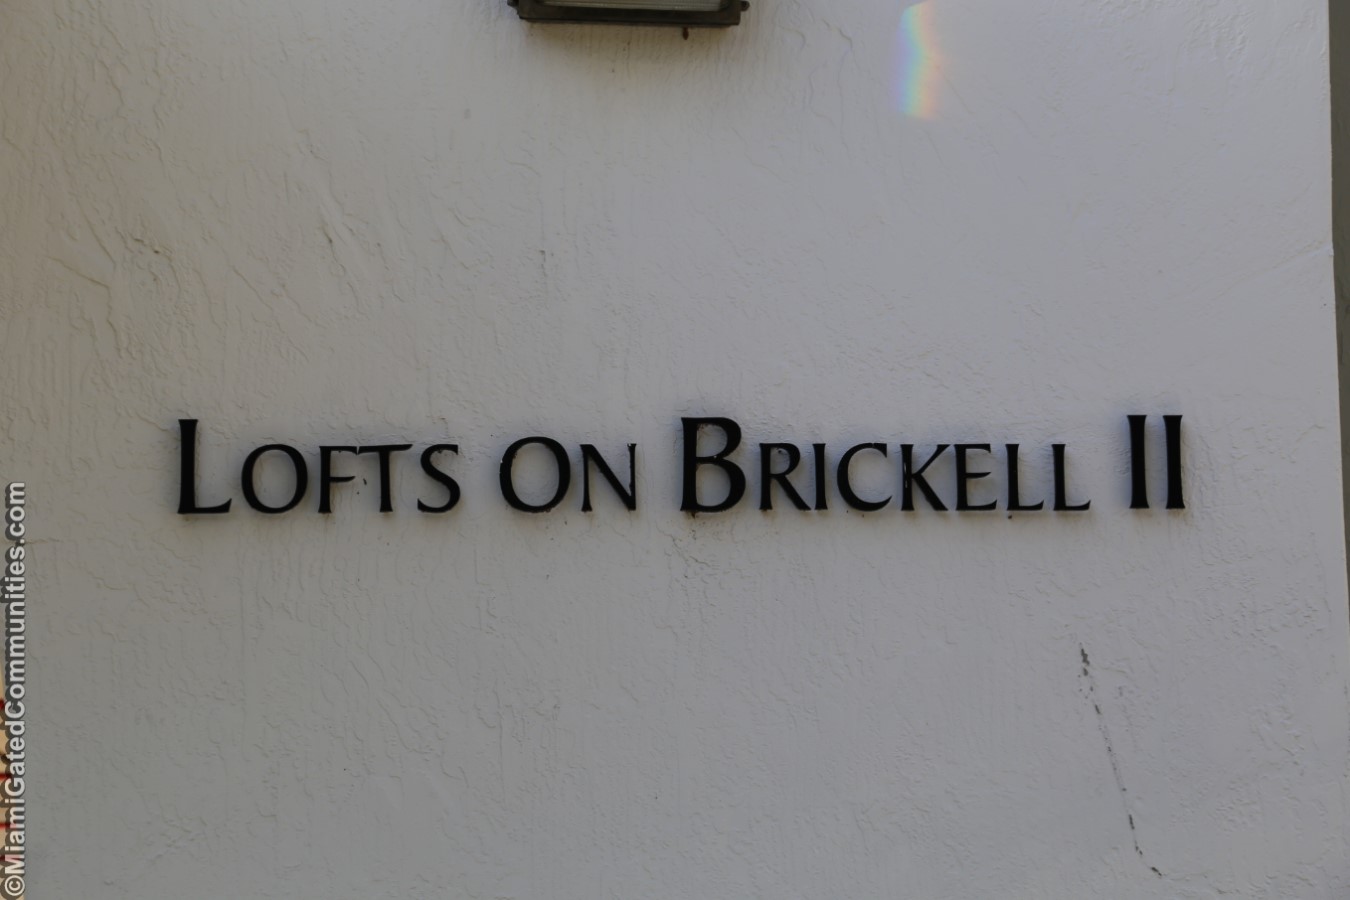 LOFTS ON BRICKELL II
©MiamiGatedCommunities.com